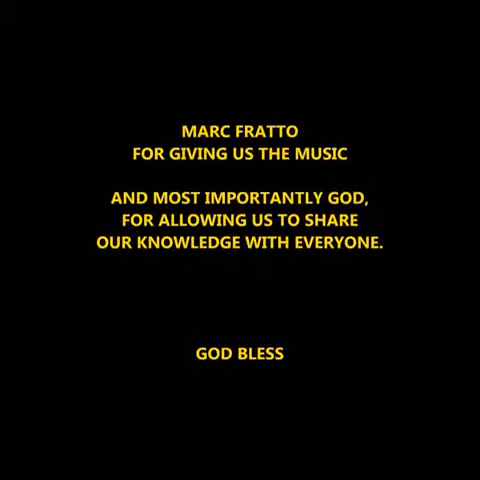 MARC FRATTO
FOR GIVING US THE MUSIC
AND MOST IMPORTANTLY GOD,
FOR ALLOWING US TO SHARE
OUR KNOWLEDGE WITH EVERYONE.
GOD BLESS